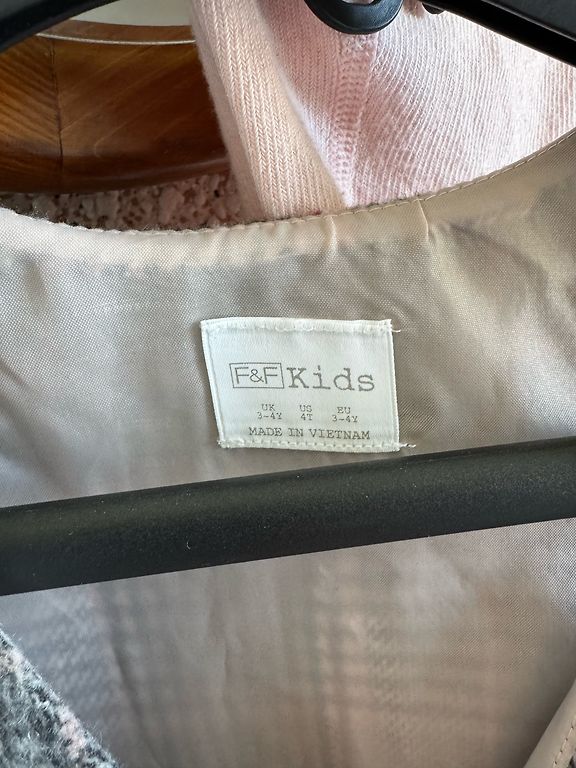 F&F Kids
UK US EU
3-4Y 4T 3-4Y
MADE IN VIETNAM